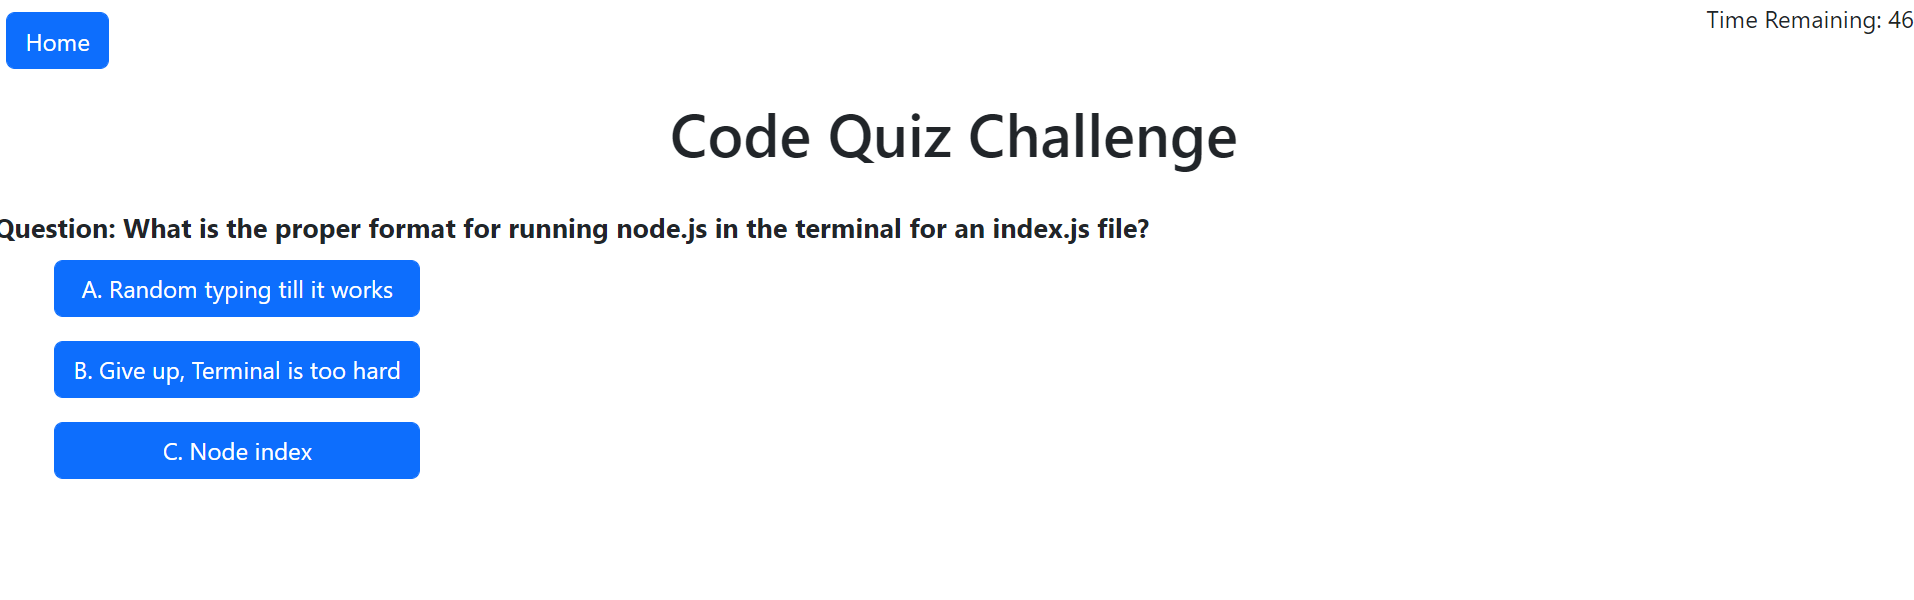 Home
Time Remaining: 46
Code Quiz Challenge
Question: What is the proper format for running node.js in the terminal for an index.js file?
A. Random typing till it works
B. Give up, Terminal is too hard
C. Node index